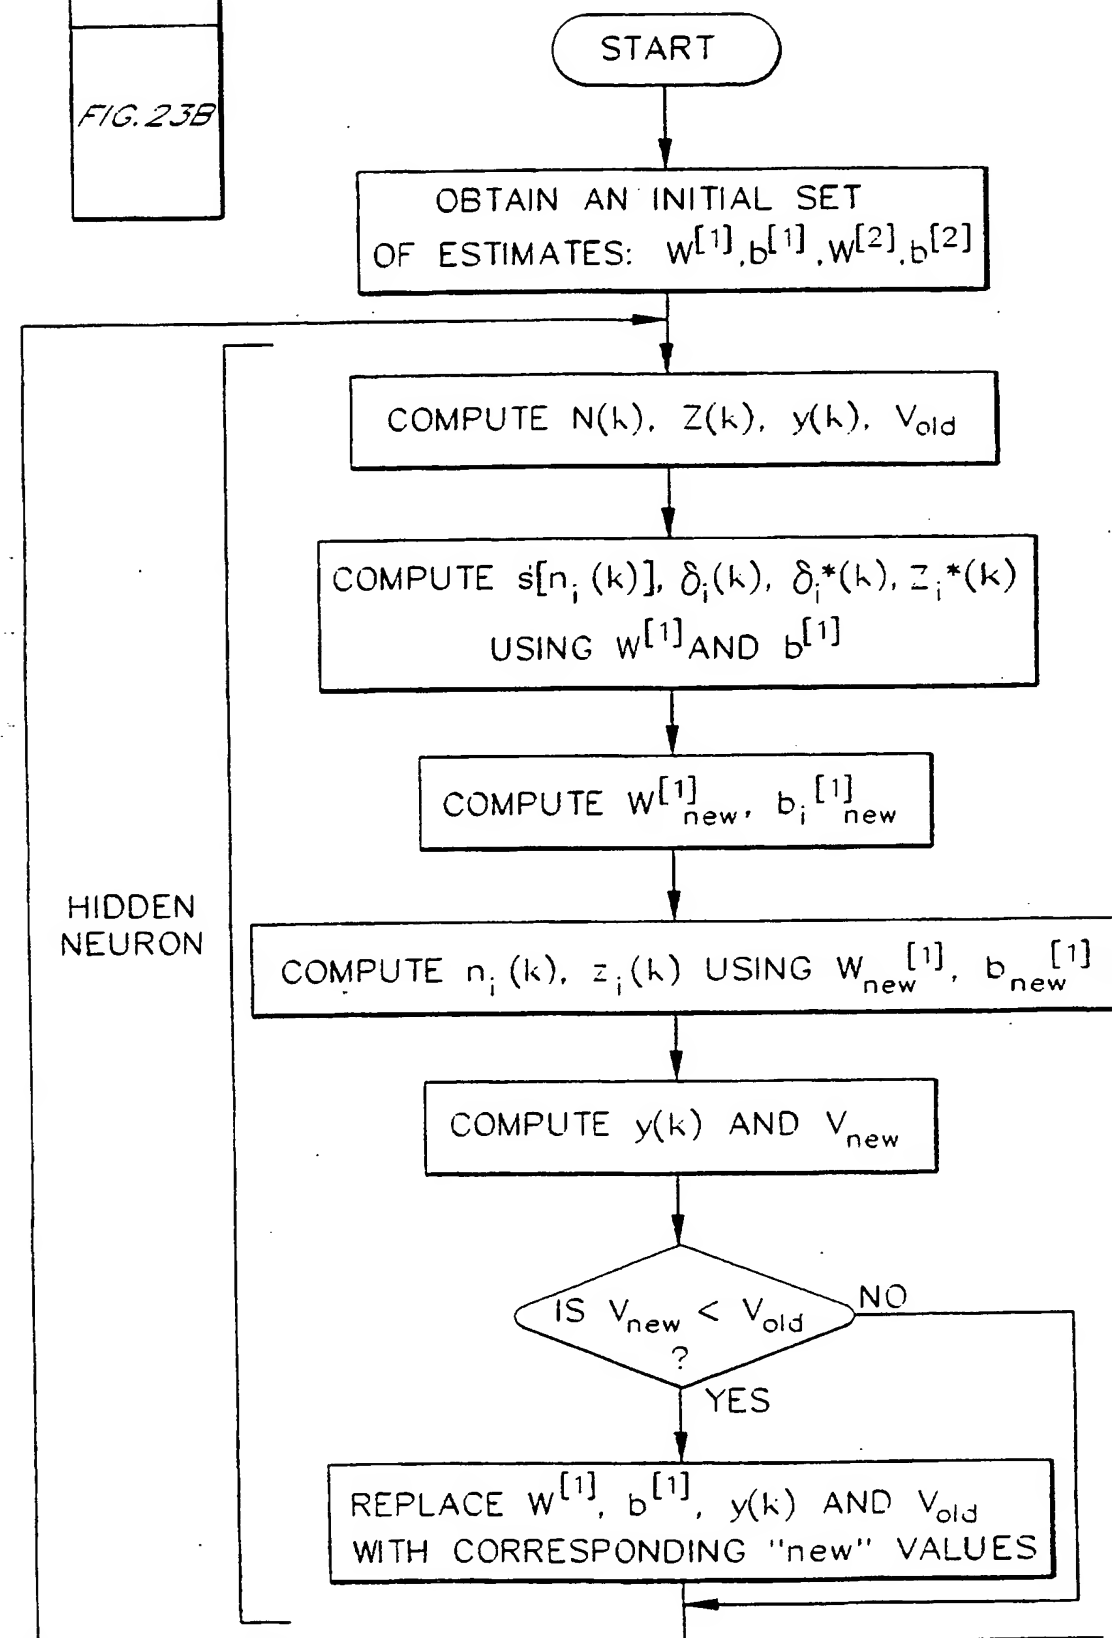 FIG. 23B
START
OBTAIN AN INITIAL SET
OF ESTIMATES: W[1], b[1], W[2], b[2]
COMPUTE N(k), Z(k), y(k), Vold
COMPUTE s[ni(k)], δi(k), δi*(k), Zi*(k)
USING W[1] AND b[1]
COMPUTE W[1]new, bi[1]new
HIDDEN
NEURON
COMPUTE ni(k), zi(k) USING Wnew[1], bnew[1]
COMPUTE y(k) AND Vnew
IS Vnew < Vold
?
NO
YES
REPLACE W[1], b[1], y(k) AND Vold
WITH CORRESPONDING "new" VALUES